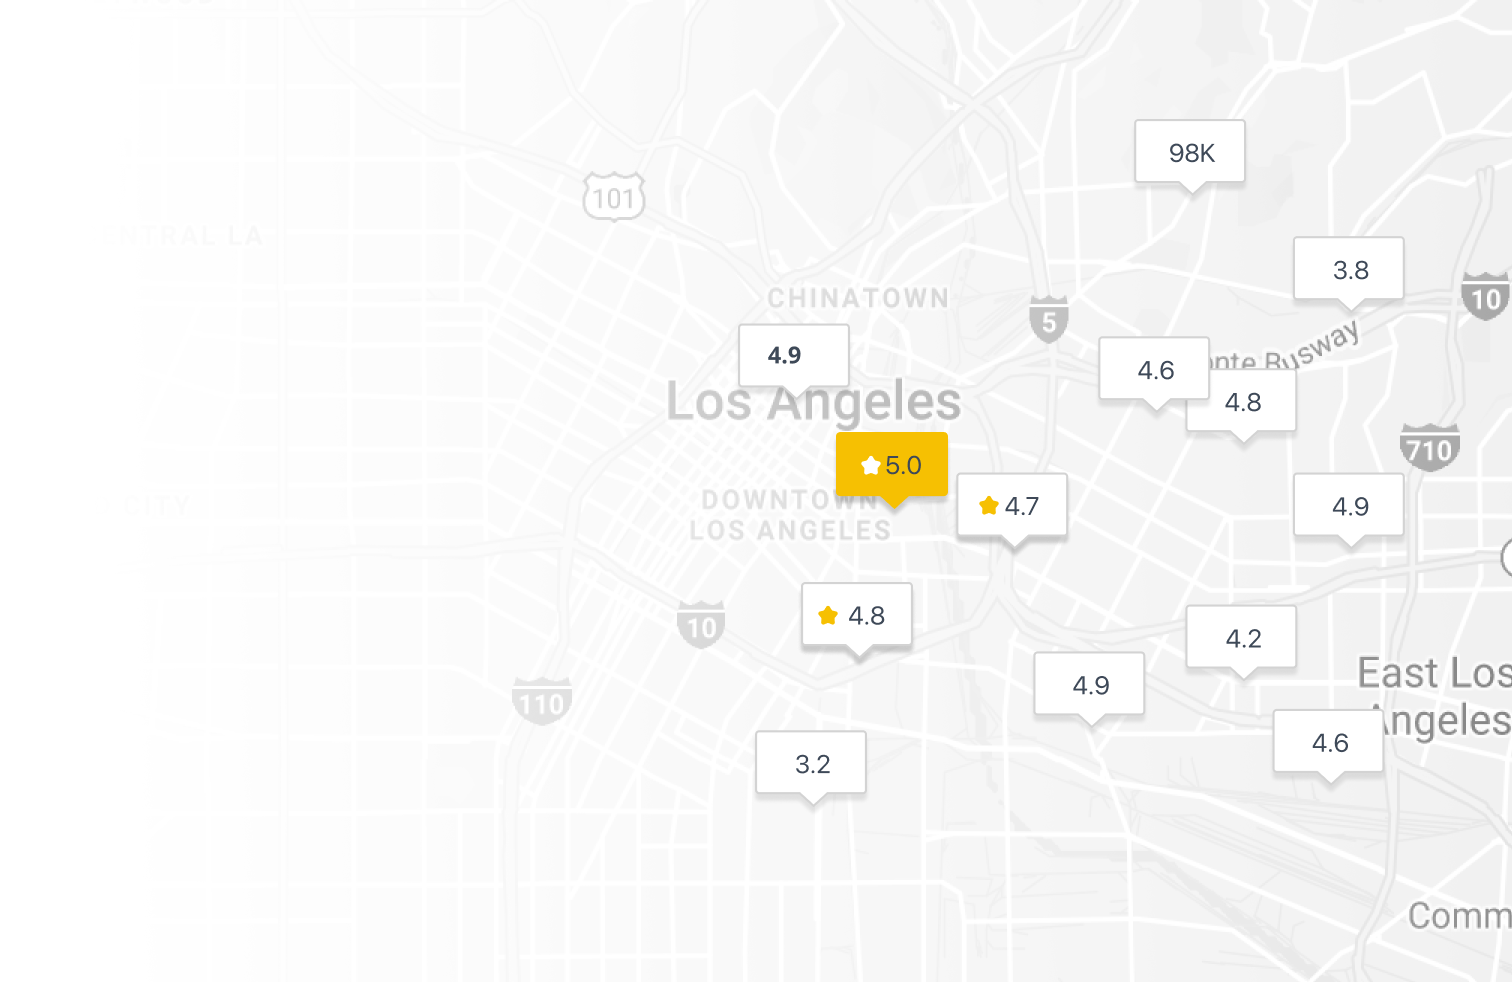 98K
101
NTRAL LA
3.8
10
CHINATOWN
5
4.9
nte Busway
4.6
4.8
Los Angeles
710
5.0
DOWNTOWN
LOS ANGELES
4.7
4.9
CITY
10
4.8
4.2
110
4.9
East Los
Angeles
4.6
3.2
Comm